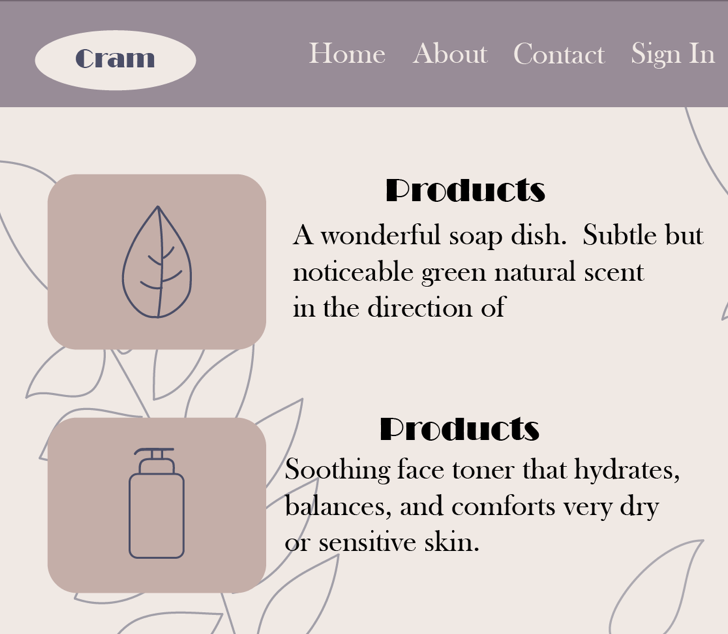 Cram
Home About Contact Sign In
Products
A wonderful soap dish.  Subtle but
noticeable green natural scent
in the direction of
Products
Soothing face toner that hydrates,
balances, and comforts very dry
or sensitive skin.